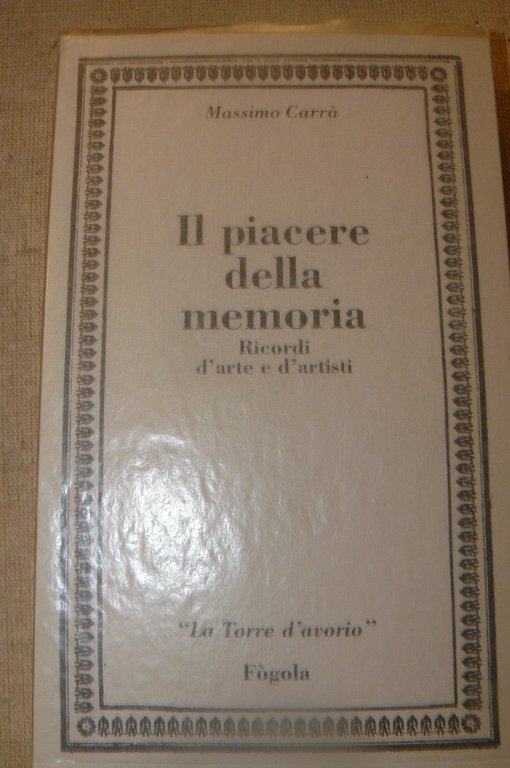 Massimo Carrà
Il piacere
della
memoria
Ricordi
d'arte e d'artisti
"La Torre d'avorio"
Fògola